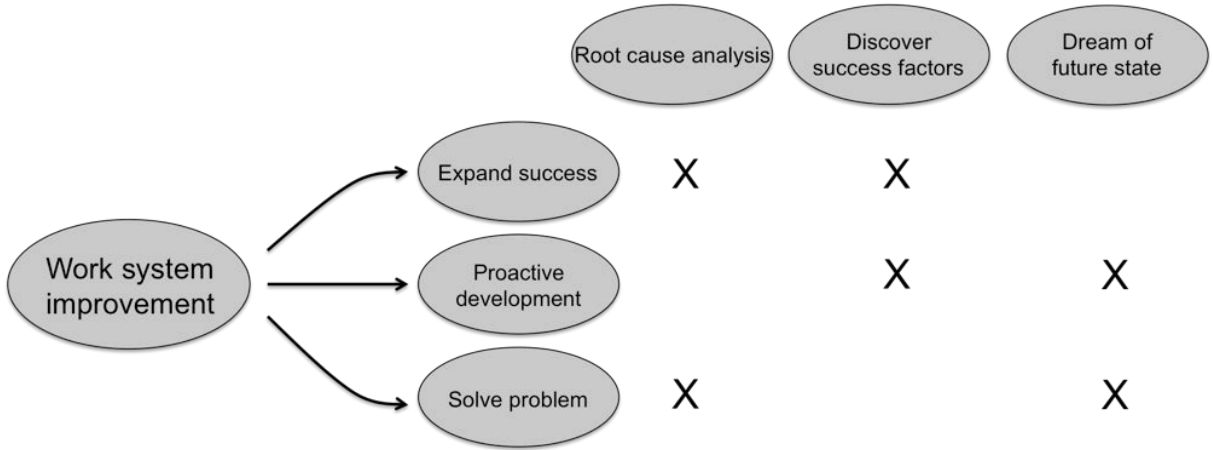 Root cause analysis
Discover
success factors
Dream of
future state
Expand success
X
X
Work system
improvement
Proactive
development
X
X
Solve problem
X
X